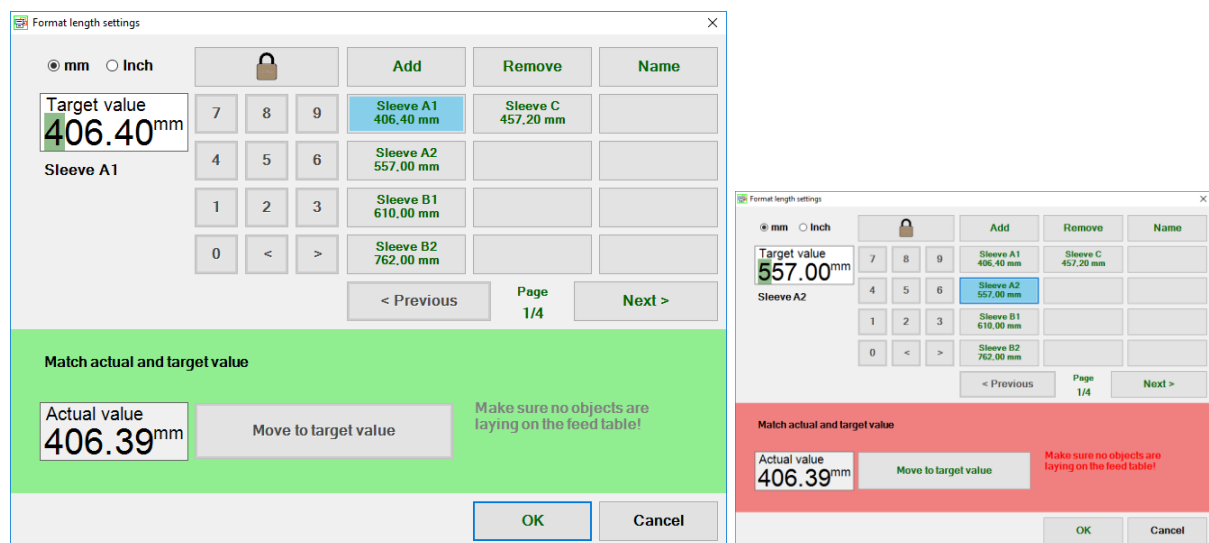 Format length settings
mm Inch Add Remove Name
Target value
406.40mm
Sleeve A1
7 8 9
4 5 6
1 2 3
0 < >
Sleeve A1
406,40 mm
Sleeve C
457,20 mm
Sleeve A2
557,00 mm
Sleeve B1
610,00 mm
Sleeve B2
762,00 mm
< Previous
Page
1/4
Next >
Match actual and target value
Actual value
406.39mm
Move to target value
Make sure no objects are
laying on the feed table!
OK Cancel
Format length settings
mm Inch Add Remove Name
Target value
557.00mm
Sleeve A2
7 8 9
4 5 6
1 2 3
0 < >
Sleeve A1
406,40 mm
Sleeve C
457,20 mm
Sleeve A2
557,00 mm
Sleeve B1
610,00 mm
Sleeve B2
762,00 mm
< Previous
Page
1/4
Next >
Match actual and target value
Actual value
406.39mm
Move to target value
Make sure no objects are
laying on the feed table!
OK Cancel